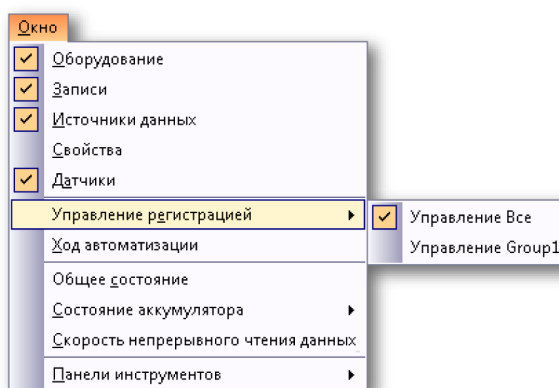 Окно
Оборудование
Записи
Источники данных
Свойства
Датчики
Управление регистрацией
Управление Все
Ход автоматизации
Управление Group1
Общее состояние
Состояние аккумулятора
Скорость непрерывного чтения данных
Панели инструментов